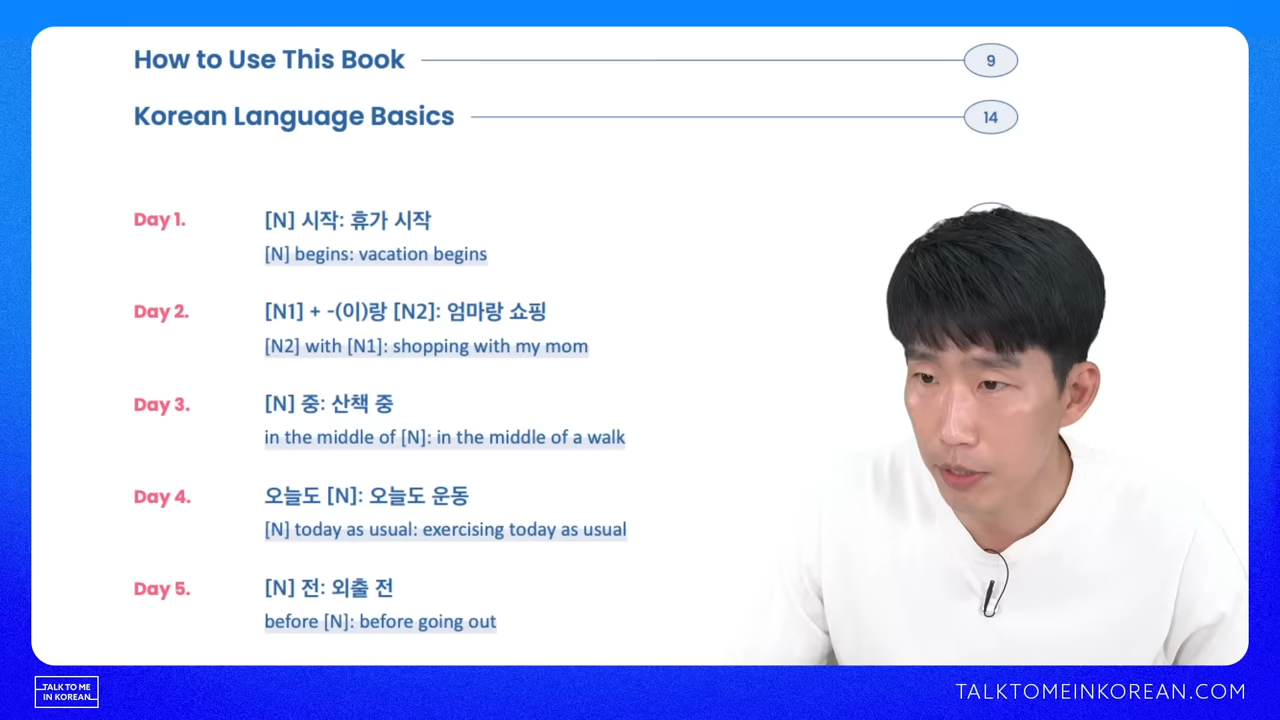 How to Use This Book 9
Korean Language Basics 14
Day 1. [N] 시작: 휴가 시작
[N] begins: vacation begins
Day 2. [N1] + -(이)랑 [N2]: 엄마랑 쇼핑
[N2] with [N1]: shopping with my mom
Day 3. [N] 중: 산책 중
in the middle of [N]: in the middle of a walk
Day 4. 오늘도 [N]: 오늘도 운동
[N] today as usual: exercising today as usual
Day 5. [N] 전: 외출 전
before [N]: before going out
TALK TO ME
IN KOREAN
TALKTOMEINKOREAN.COM